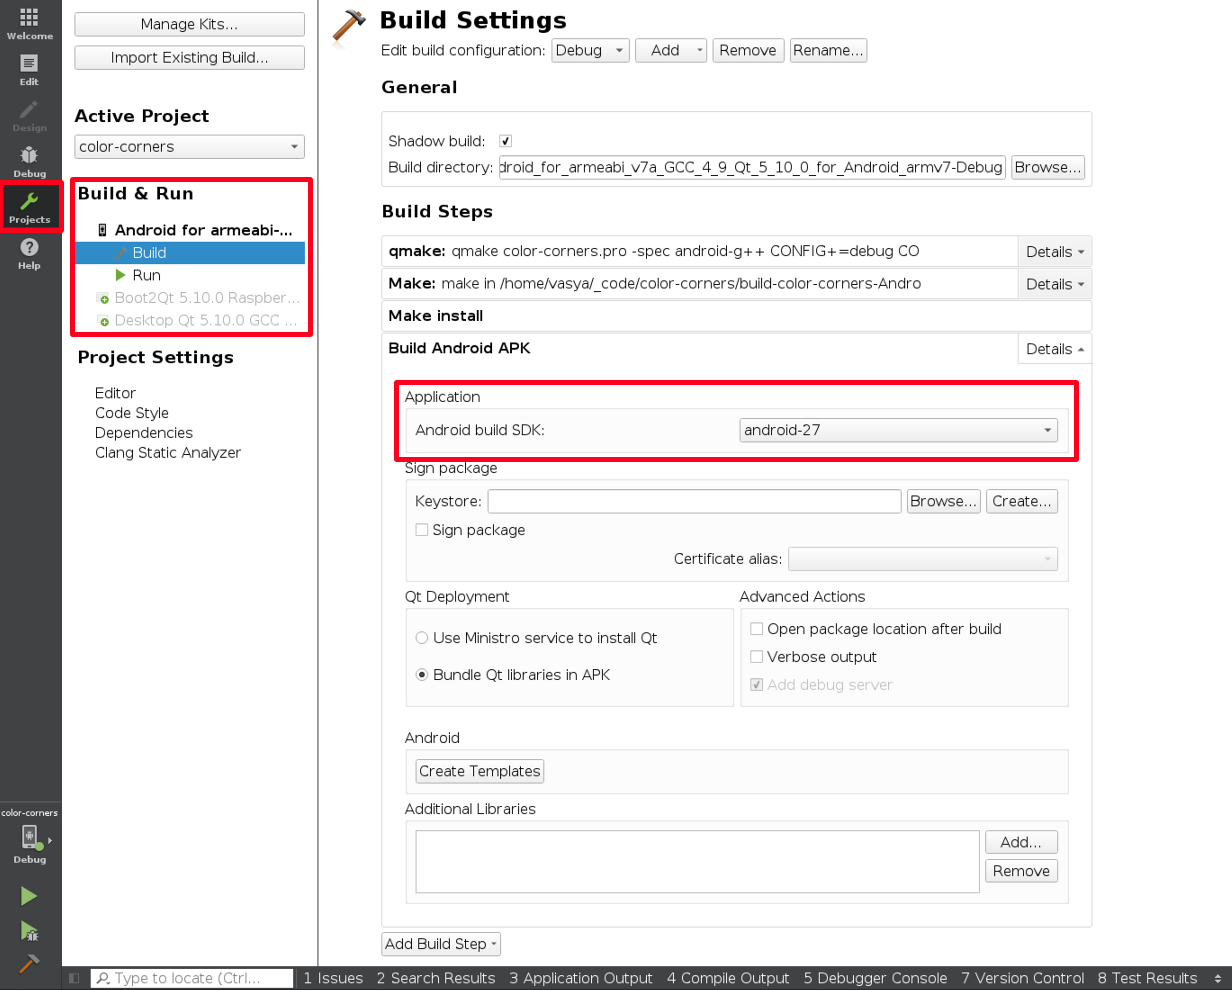 Welcome
Edit
Design
Debug
Projects
Help
color-corners
Debug
Manage Kits...
Import Existing Build...
Active Project
color-corners
Build & Run
Android for armeabi-...
Build
Run
Boot2Qt 5.10.0 Raspber...
Desktop Qt 5.10.0 GCC ...
Project Settings
Editor
Code Style
Dependencies
Clang Static Analyzer
Build Settings
Edit build configuration: Debug Add Remove Rename...
General
Shadow build:
Build directory: droid_for_armeabi_v7a_GCC_4_9_Qt_5_10_0_for_Android_armv7-Debug Browse...
Build Steps
qmake: qmake color-corners.pro -spec android-g++ CONFIG+=debug CO Details
Make: make in /home/vasya/_code/color-corners/build-color-corners-Andro Details
Make install
Build Android APK Details
Application
Android build SDK: android-27
Sign package
Keystore: Browse... Create...
Sign package
Certificate alias:
Qt Deployment
Use Ministro service to install Qt
Bundle Qt libraries in APK
Advanced Actions
Open package location after build
Verbose output
Add debug server
Android
Create Templates
Additional Libraries
Add...
Remove
Add Build Step
Type to locate (Ctrl... 1 Issues 2 Search Results 3 Application Output 4 Compile Output 5 Debugger Console 7 Version Control 8 Test Results